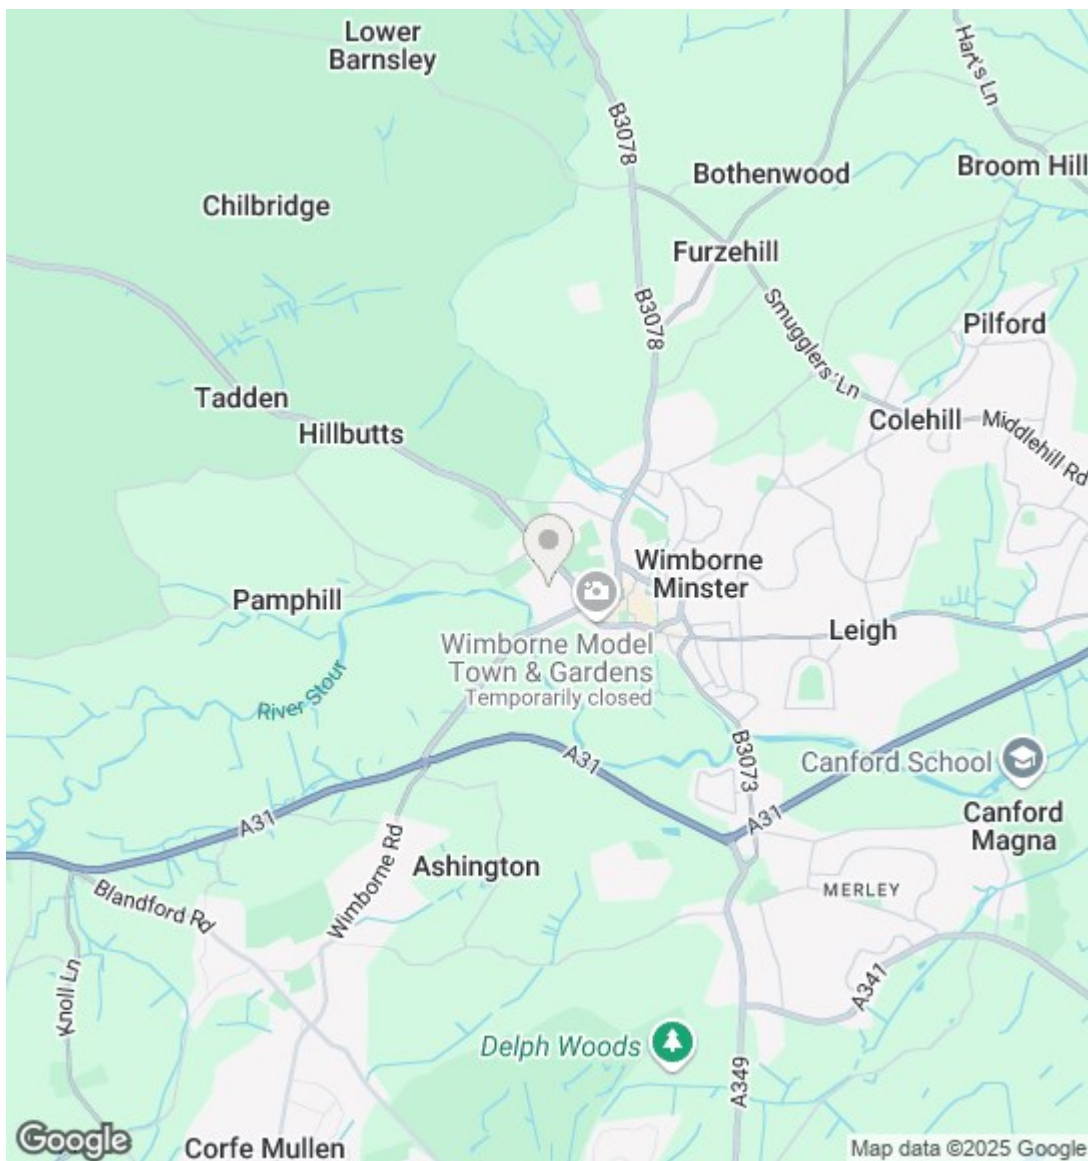 Lower
Barnsley
Hart's Ln
B3078
Bothenwood
Broom Hill
Chilbridge
Furzehill
B3078
Smugglers' Ln
Pilford
Tadden
Hillbutts
Colehill
Middlehill Rd
Wimborne
Minster
Pamphill
Leigh
Wimborne Model
Town & Gardens
Temporarily closed
River Stour
B3073
A31
Canford School
A31
A31
Canford
Magna
Ashington
Wimborne Rd
Blandford Rd
MERLEY
Knoll Ln
A341
Delph Woods
A349
Google
Corfe Mullen
Map data ©2025 Google